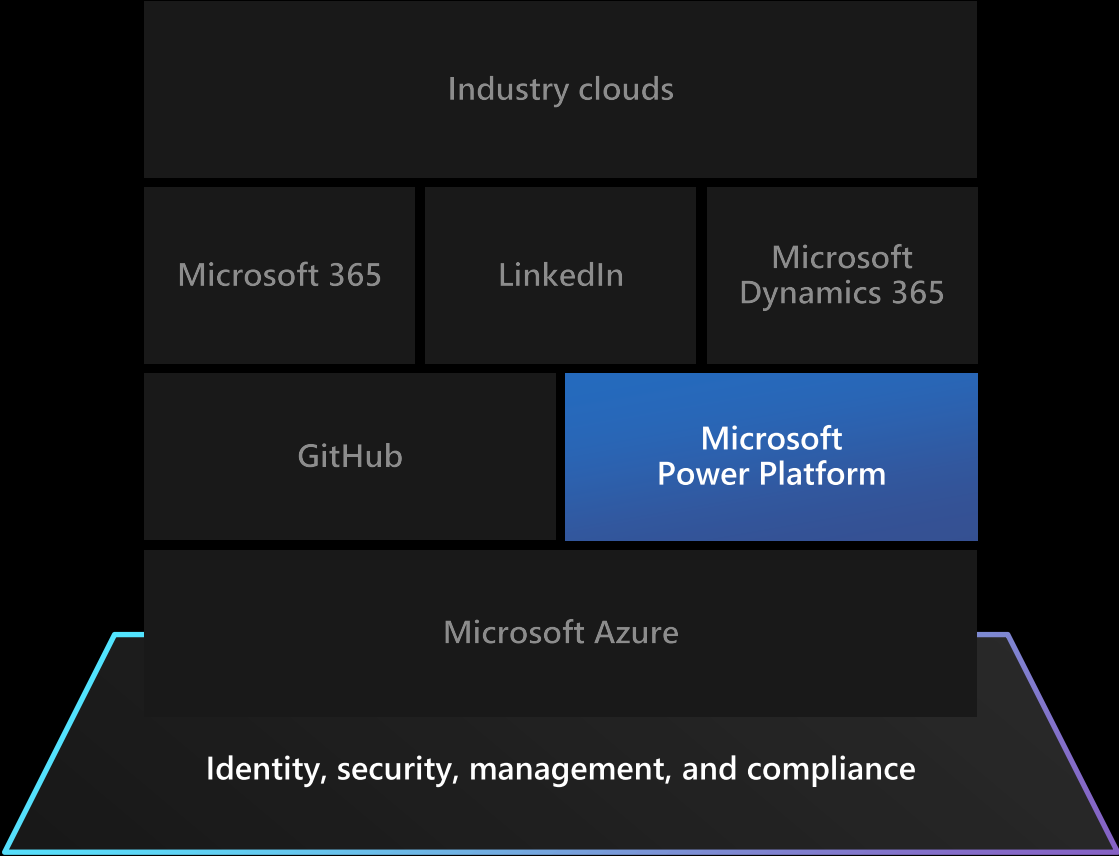 Industry clouds
Microsoft 365
LinkedIn
Microsoft
Dynamics 365
GitHub
Microsoft
Power Platform
Microsoft Azure
Identity, security, management, and compliance